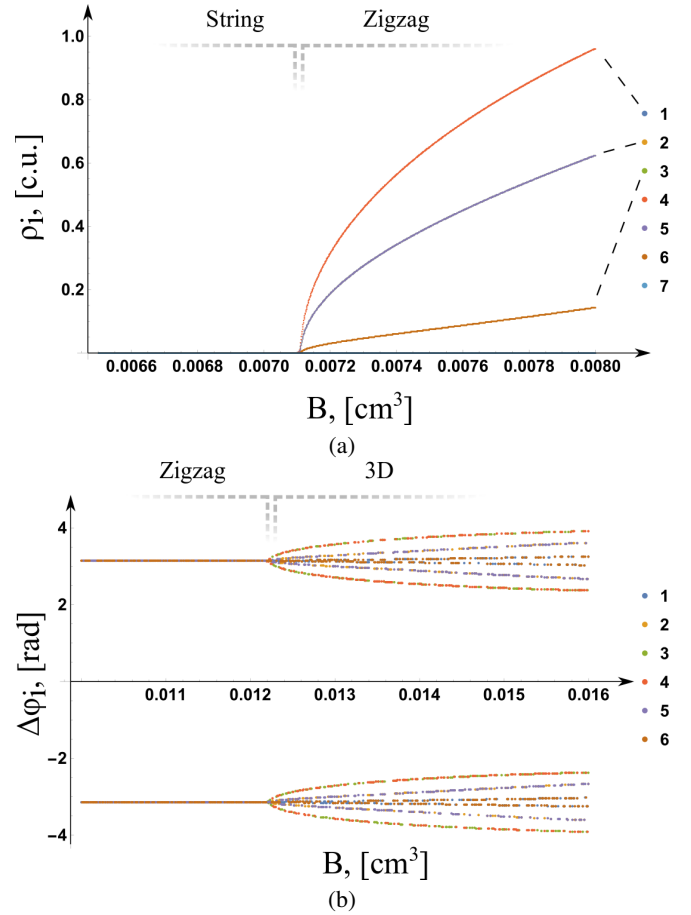 String Zigzag
1.0
0.8
0.6
0.4
0.2
ρi, [c.u.]
0.0066 0.0068 0.0070 0.0072 0.0074 0.0076 0.0078 0.0080
B, [cm³]
1
2
3
4
5
6
7
(a)
Zigzag 3D
4
2
-2
-4
Δφi, [rad]
0.011 0.012 0.013 0.014 0.015 0.016
1
2
3
4
5
6
B, [cm³]
(b)